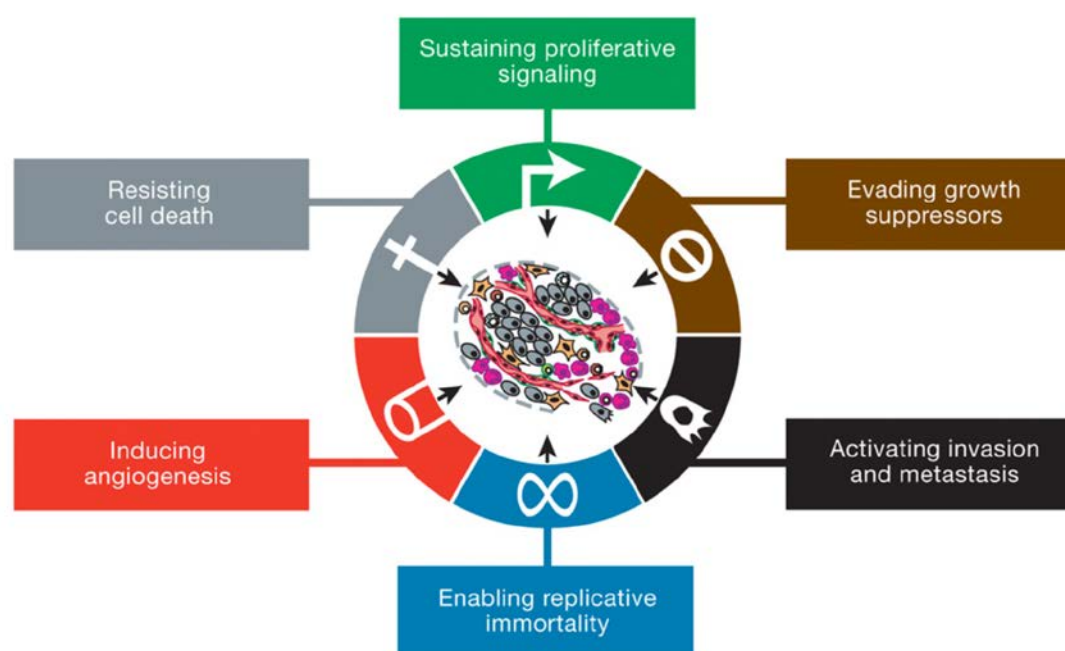 Sustaining proliferative
signaling
Resisting
cell death
Evading growth
suppressors
Inducing
angiogenesis
Activating invasion
and metastasis
Enabling replicative
immortality